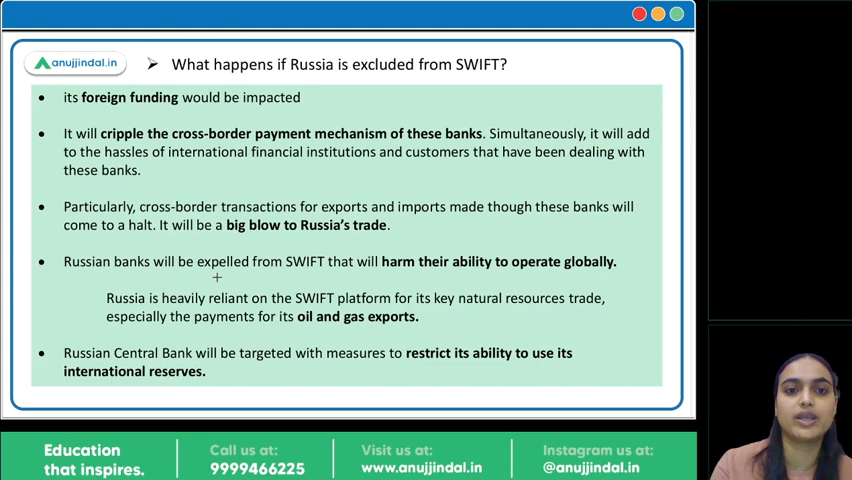 anujjindal.in
➢ What happens if Russia is excluded from SWIFT?
• its foreign funding would be impacted
• It will cripple the cross-border payment mechanism of these banks. Simultaneously, it will add
to the hassles of international financial institutions and customers that have been dealing with
these banks.
• Particularly, cross-border transactions for exports and imports made though these banks will
come to a halt. It will be a big blow to Russia’s trade.
• Russian banks will be expelled from SWIFT that will harm their ability to operate globally.
Russia is heavily reliant on the SWIFT platform for its key natural resources trade,
especially the payments for its oil and gas exports.
• Russian Central Bank will be targeted with measures to restrict its ability to use its
international reserves.
Education
that inspires.
Call us at:
9999466225
Visit us at:
www.anujjindal.in
Instagram us at:
@anujjindal.in